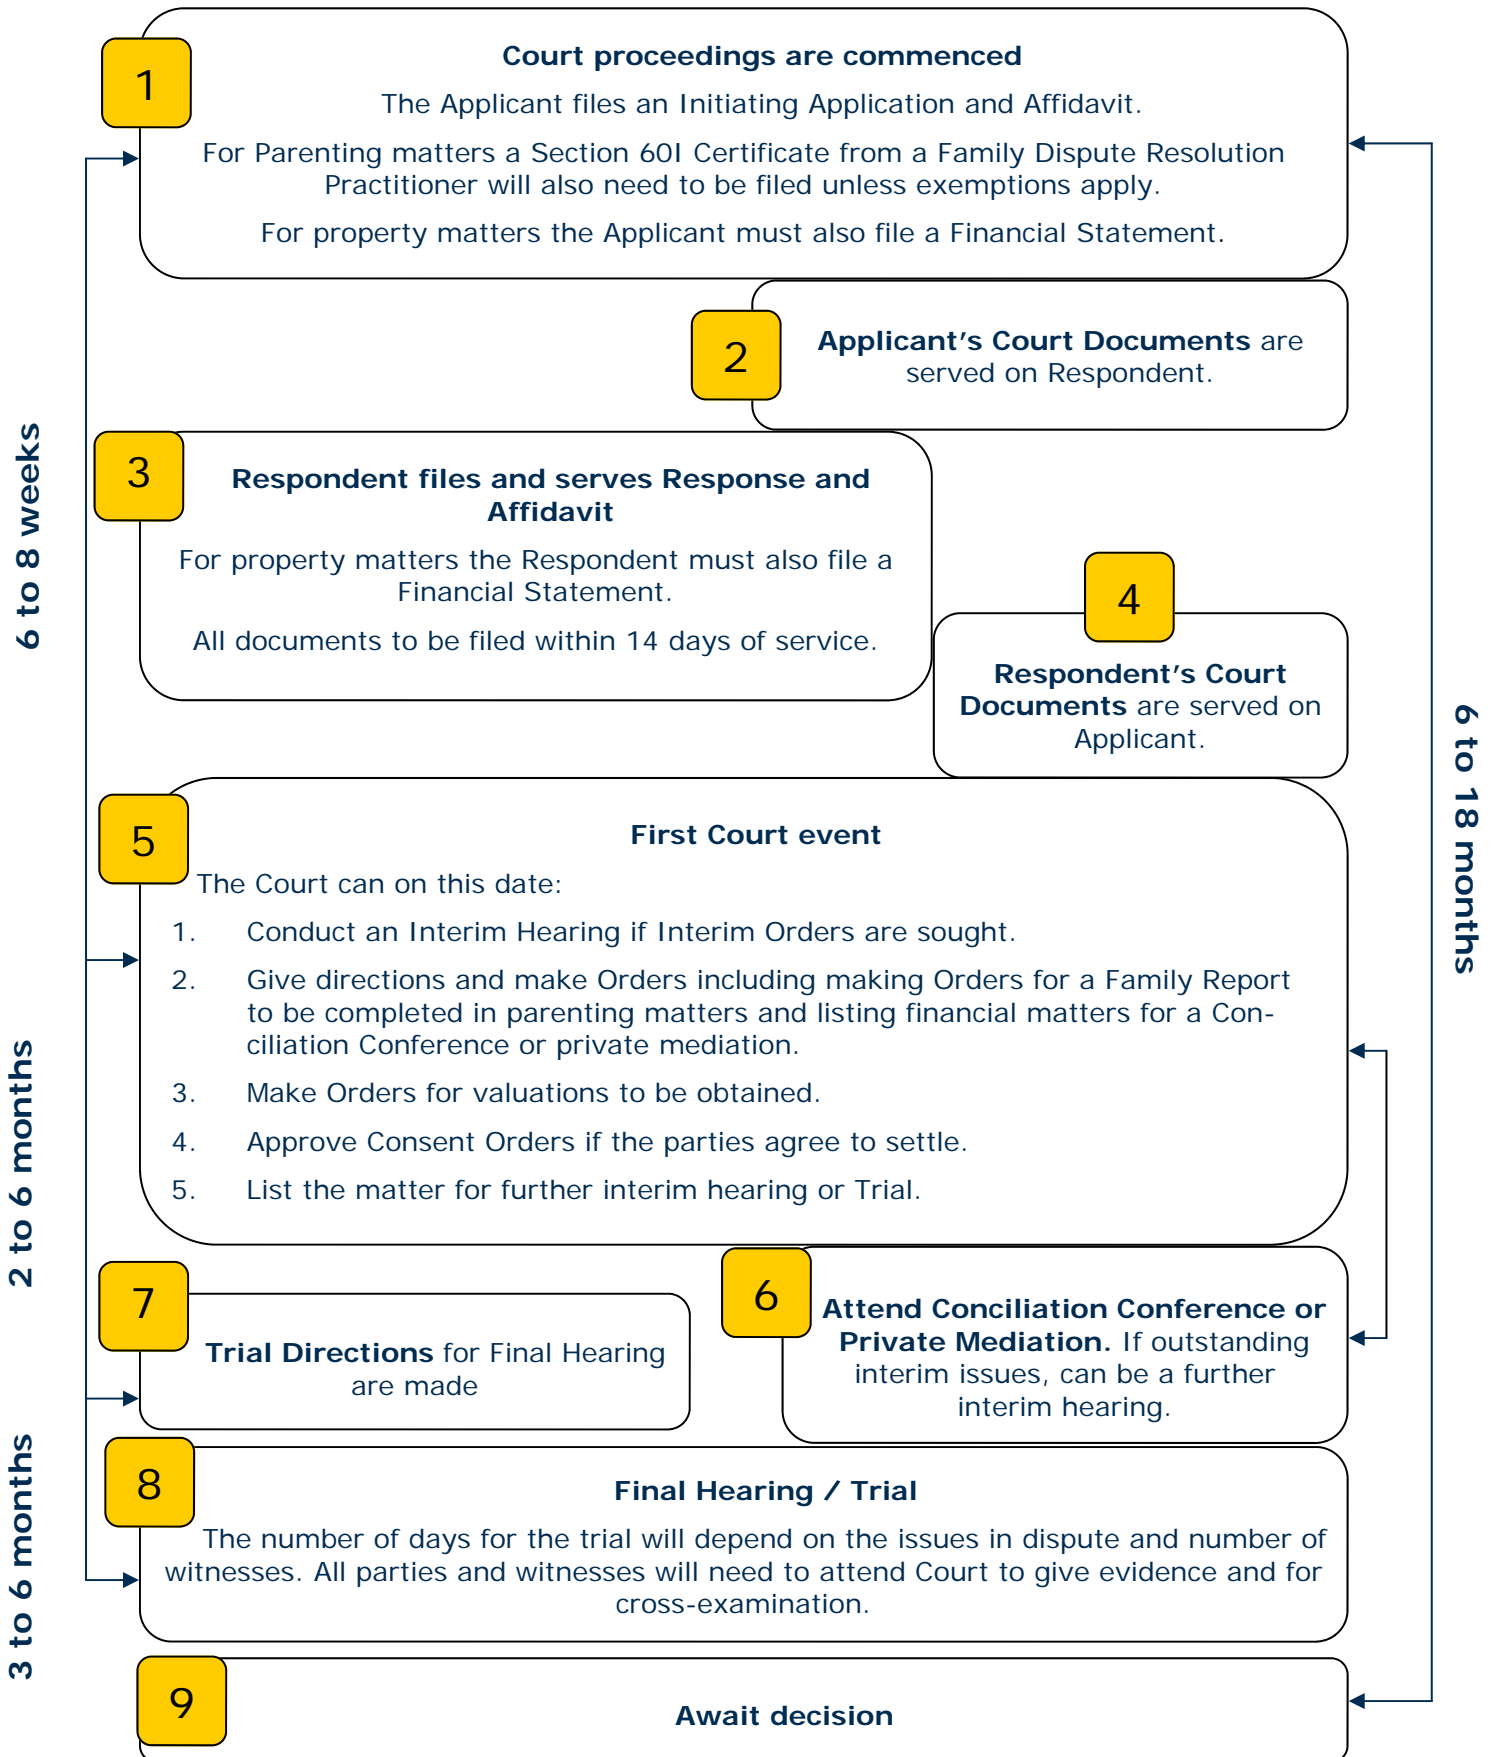 1
Court proceedings are commenced
The Applicant files an Initiating Application and Affidavit.
For Parenting matters a Section 60I Certificate from a Family Dispute Resolution
Practitioner will also need to be filed unless exemptions apply.
For property matters the Applicant must also file a Financial Statement.
2
Applicant’s Court Documents are
served on Respondent.
3
Respondent files and serves Response and
Affidavit
For property matters the Respondent must also file a
Financial Statement.
All documents to be filed within 14 days of service.
6 to 8 weeks
4
Respondent’s Court
Documents are served on
Applicant.
6 to 18 months
5
First Court event
The Court can on this date:
1. Conduct an Interim Hearing if Interim Orders are sought.
2. Give directions and make Orders including making Orders for a Family Report
to be completed in parenting matters and listing financial matters for a Con-
ciliation Conference or private mediation.
3. Make Orders for valuations to be obtained.
4. Approve Consent Orders if the parties agree to settle.
5. List the matter for further interim hearing or Trial.
2 to 6 months
6
Attend Conciliation Conference or
Private Mediation. If outstanding
interim issues, can be a further
interim hearing.
7
Trial Directions for Final Hearing
are made
8
Final Hearing / Trial
The number of days for the trial will depend on the issues in dispute and number of
witnesses. All parties and witnesses will need to attend Court to give evidence and for
cross-examination.
3 to 6 months
9
Await decision